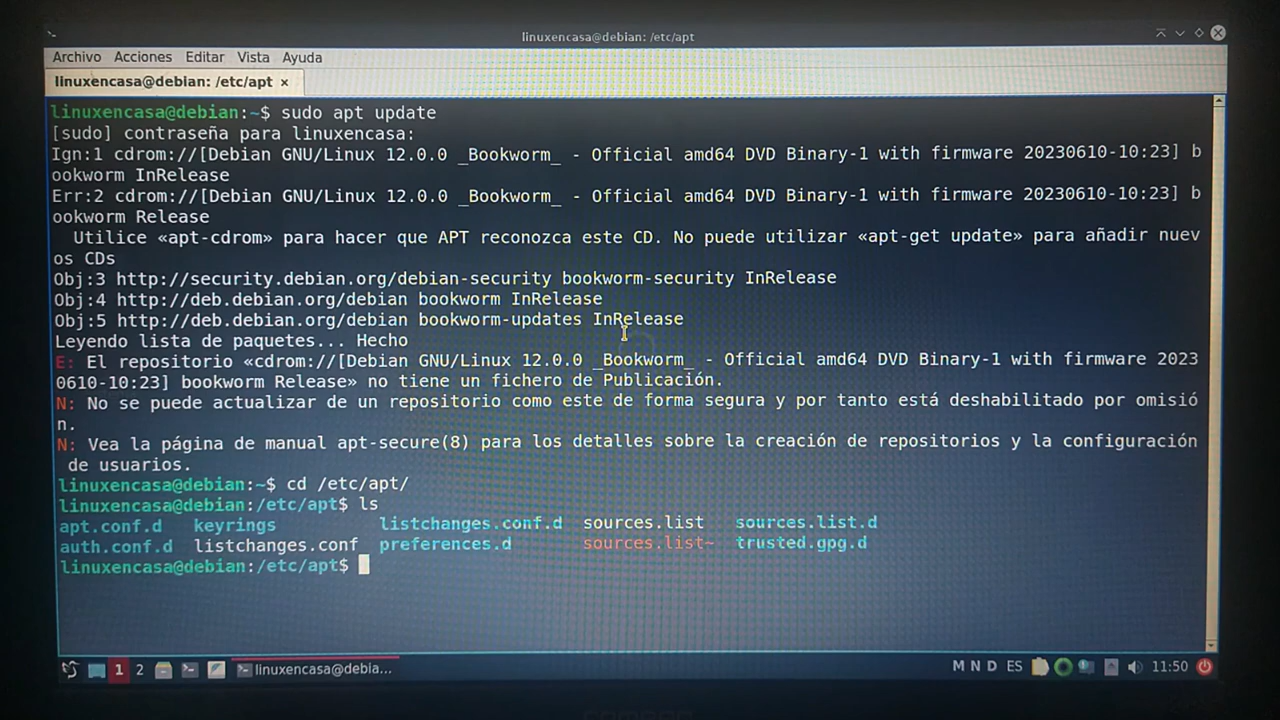 linuxencasa@debian: /etc/apt
Archivo Acciones Editar Vista Ayuda
linuxencasa@debian: /etc/apt ×
linuxencasa@debian:~$ sudo apt update
[sudo] contraseña para linuxencasa:
Ign:1 cdrom://[Debian GNU/Linux 12.0.0 _Bookworm_ - Official amd64 DVD Binary-1 with firmware 20230610-10:23] b
ookworm InRelease
Err:2 cdrom://[Debian GNU/Linux 12.0.0 _Bookworm_ - Official amd64 DVD Binary-1 with firmware 20230610-10:23] b
ookworm Release
  Utilice «apt-cdrom» para hacer que APT reconozca este CD. No puede utilizar «apt-get update» para añadir nuev
os CDs
Obj:3 http://security.debian.org/debian-security bookworm-security InRelease
Obj:4 http://deb.debian.org/debian bookworm InRelease
Obj:5 http://deb.debian.org/debian bookworm-updates InRelease
Leyendo lista de paquetes... Hecho
E: El repositorio «cdrom://[Debian GNU/Linux 12.0.0 _Bookworm_ - Official amd64 DVD Binary-1 with firmware 2023
0610-10:23] bookworm Release» no tiene un fichero de Publicación.
N: No se puede actualizar de un repositorio como este de forma segura y por tanto está deshabilitado por omisió
n.
N: Vea la página de manual apt-secure(8) para los detalles sobre la creación de repositorios y la configuración
 de usuarios.
linuxencasa@debian:~$ cd /etc/apt/
linuxencasa@debian:/etc/apt$ ls
apt.conf.d keyrings listchanges.conf.d sources.list sources.list.d
auth.conf.d listchanges.conf preferences.d sources.list~ trusted.gpg.d
linuxencasa@debian:/etc/apt$
1 2 linuxencasa@debia... M N D ES 11:50